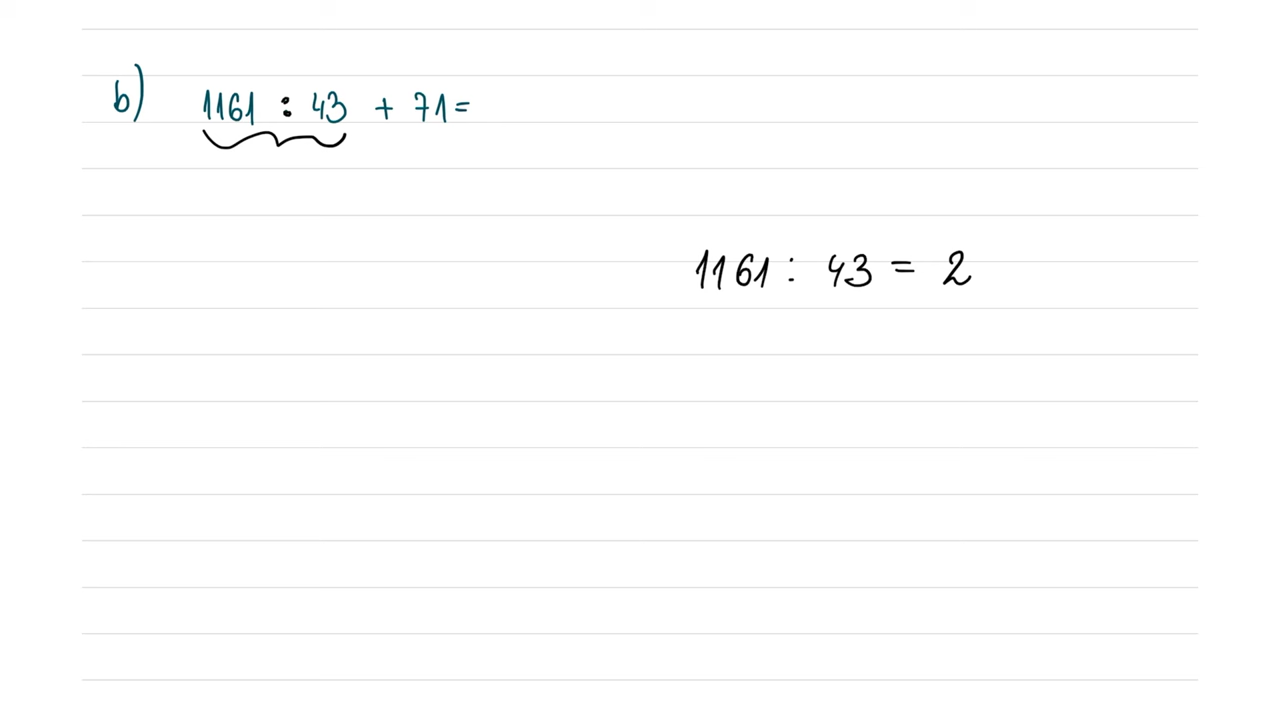 b) 1161 : 43 + 71 =
1161 : 43 = 2